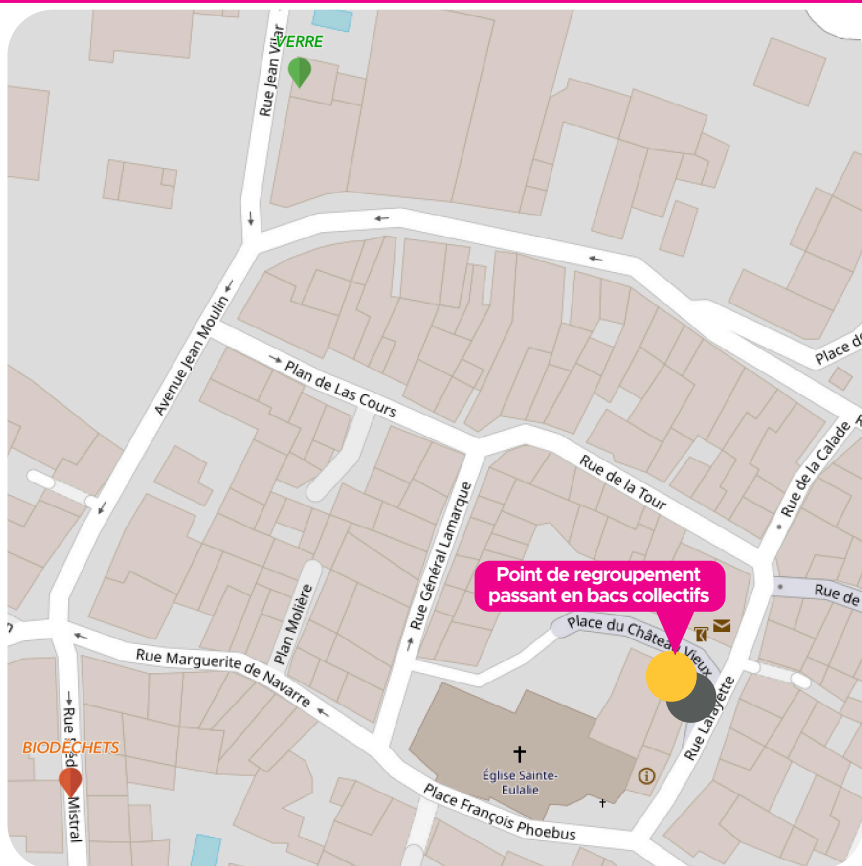 VERRE
Rue Jean Vilar
Avenue Jean Moulin
Plan de Las Cours
Place de
Rue de la Calade
Rue de la Tour
Rue Général Lamarque
Point de regroupement
passant en bacs collectifs
Rue de
Place du Château Vieux
Plan Molière
Rue Marguerite de Navarre
Rue Lafayette
BIODÉCHETS
Rue
Mistral
Église Sainte-
Eulalie
Place François Phoebus